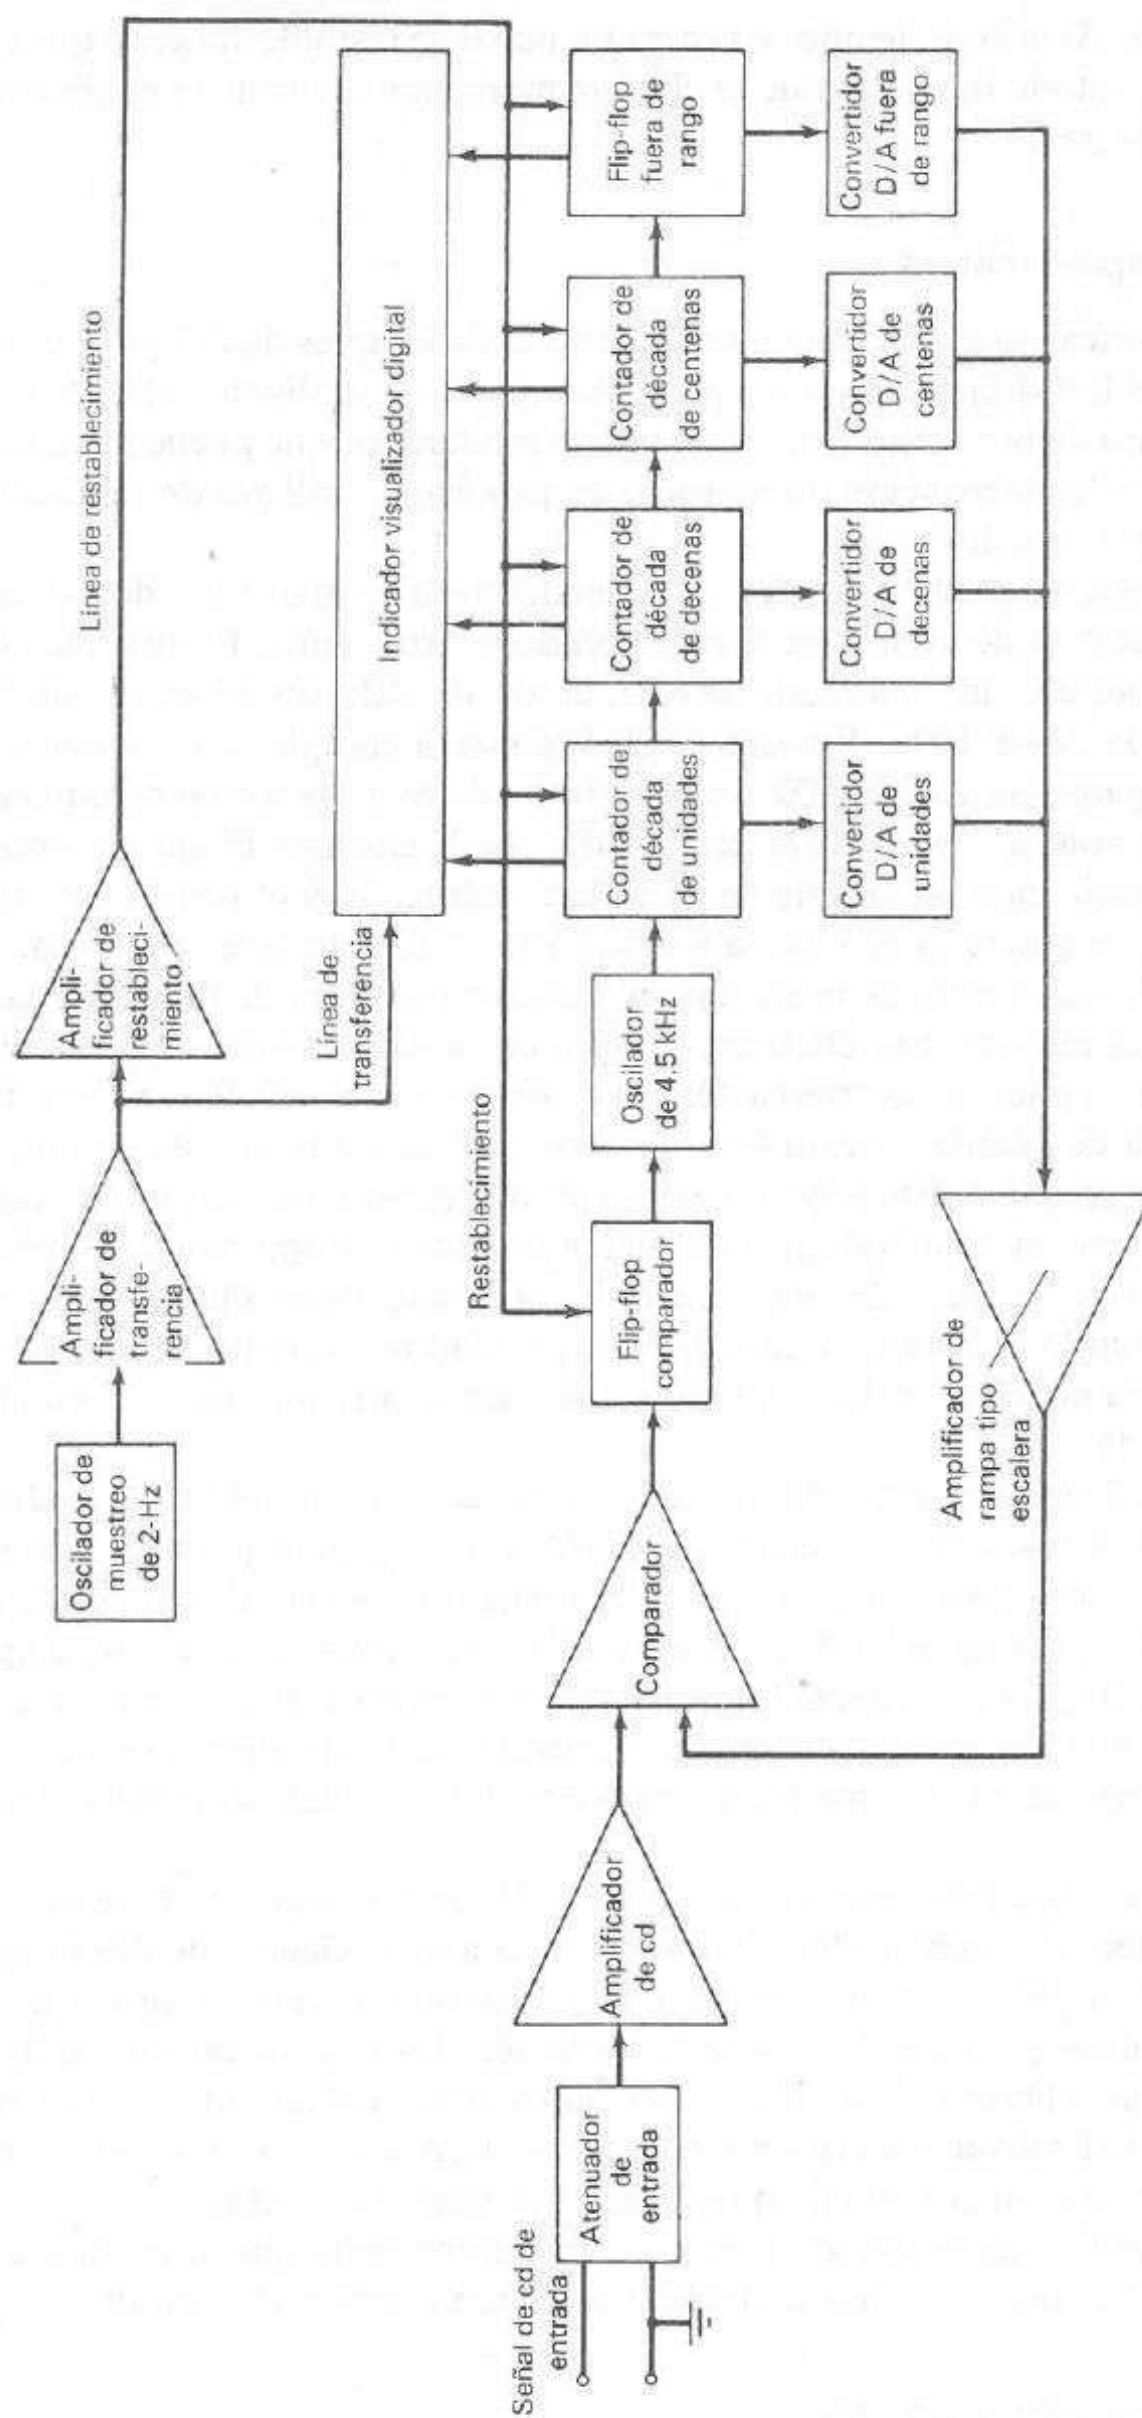 Oscilador de
muestreo
de 2-Hz
Ampli-
ficador de
transfe-
rencia
Ampli-
ficador de
restableci-
miento
Línea de restablecimiento
Línea de
transferencia
Indicador visualizador digital
Restablecimiento
Señal de cd de
entrada
Atenuador
de
entrada
Amplificador
de cd
Comparador
Flip-flop
comparador
Oscilador
de 4.5 kHz
Contador de
década
de unidades
Contador de
década
de decenas
Contador de
década
de centenas
Flip-flop
fuera de
rango
Convertidor
D/A de
unidades
Convertidor
D/A de
decenas
Convertidor
D/A de
centenas
Convertidor
D/A fuera
de rango
Amplificador de
rampa tipo
escalera